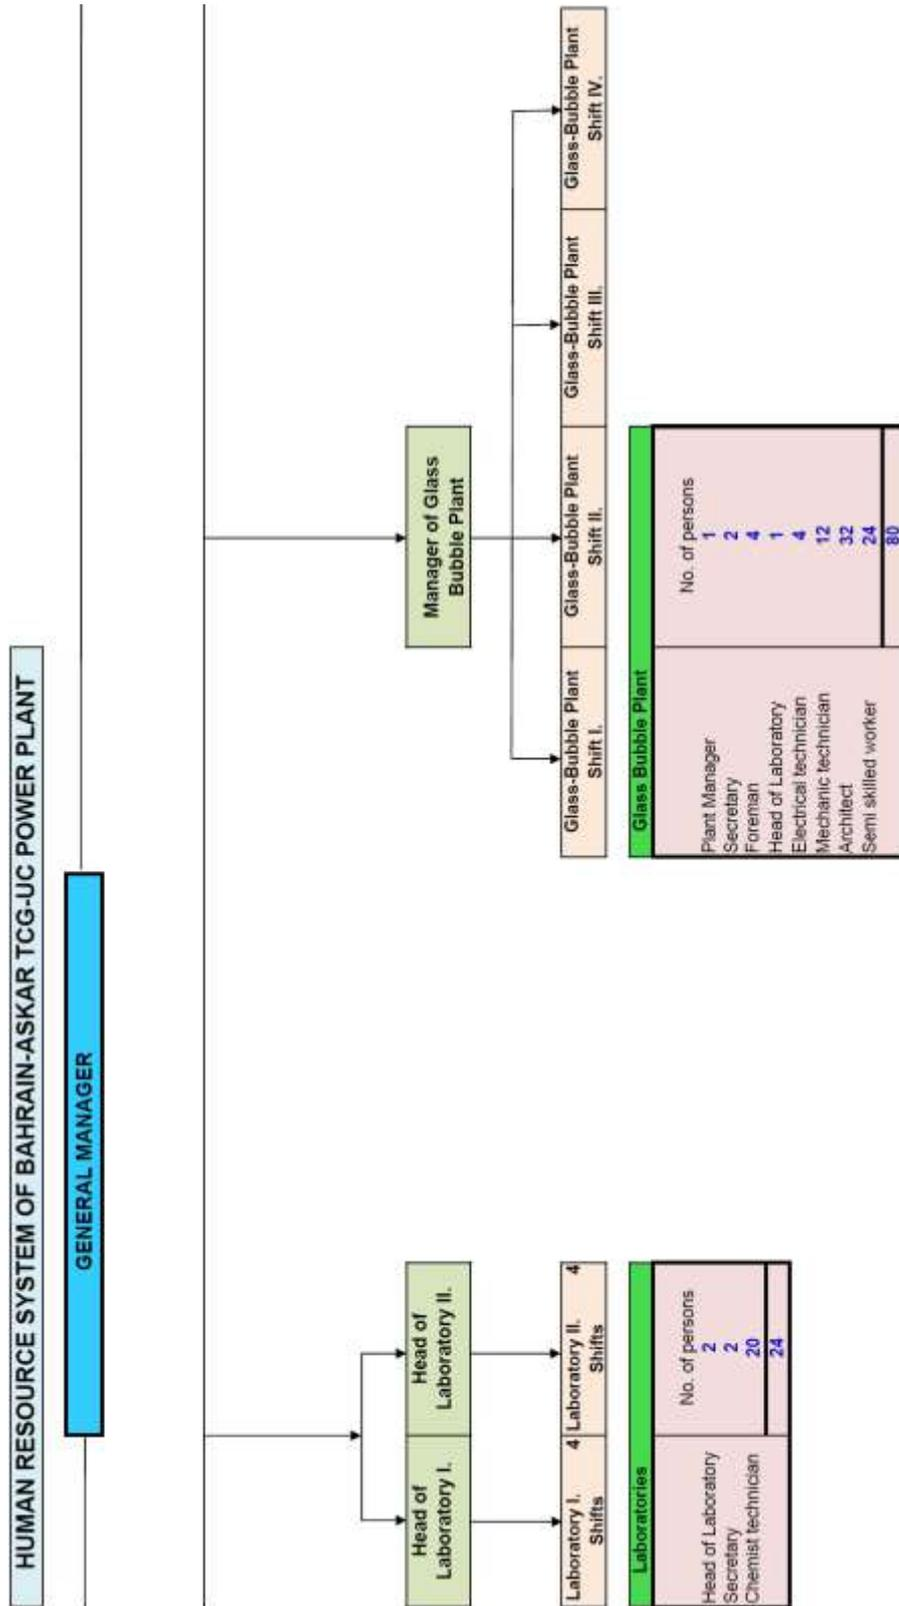 HUMAN RESOURCE SYSTEM OF BAHRAIN-ASKAR TCG-UC POWER PLANT
GENERAL MANAGER
Head of
Laboratory I.
Head of
Laboratory II.
Manager of Glass
Bubble Plant
Laboratory I. 4
Shifts
Laboratory II. 4
Shifts
Glass-Bubble Plant
Shift I.
Glass-Bubble Plant
Shift II.
Glass-Bubble Plant
Shift III.
Glass-Bubble Plant
Shift IV.
Laboratories
No. of persons
Head of Laboratory 2
Secretary 2
Chemist technician 20
24
Glass Bubble Plant
No. of persons
Plant Manager 1
Secretary 2
Foreman 4
Head of Laboratory 1
Electrical technician 4
Mechanic technician 12
Architect 32
Semi skilled worker 24
80